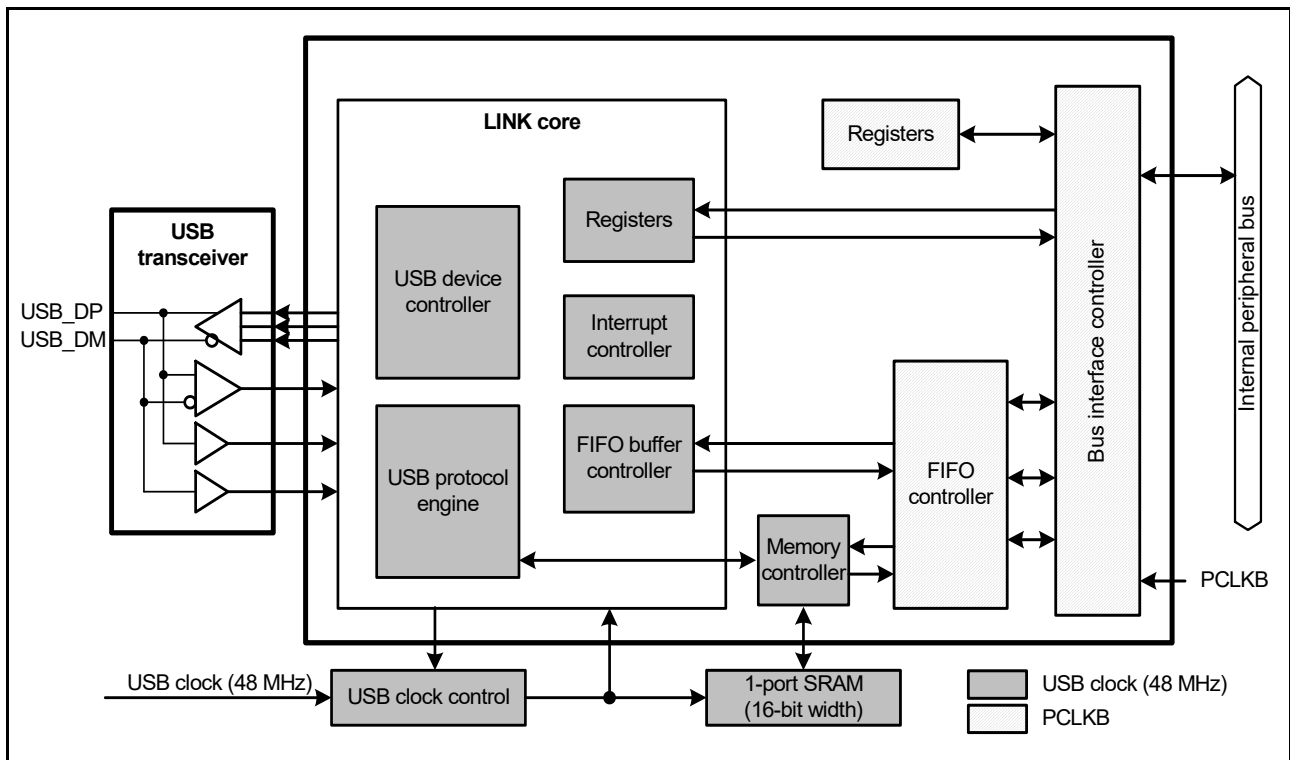 LINK core
Registers
Registers
USB
transceiver
USB device
controller
USB_DP
USB_DM
Interrupt
controller
Bus interface controller
Internal peripheral bus
USB protocol
engine
FIFO buffer
controller
FIFO
controller
Memory
controller
PCLKB
USB clock (48 MHz)
USB clock control
1-port SRAM
(16-bit width)
USB clock (48 MHz)
PCLKB